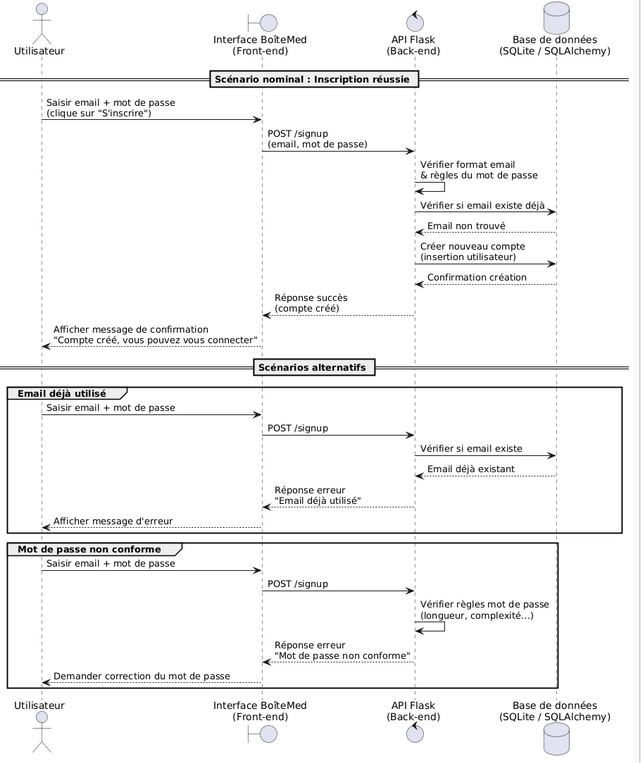 Utilisateur
Interface BoîteMed
(Front-end)
API Flask
(Back-end)
Base de données
(SQLite / SQLAlchemy)
Scénario nominal : Inscription réussie
Saisir email + mot de passe
(clique sur "S'inscrire")
POST /signup
(email, mot de passe)
Vérifier format email
& règles du mot de passe
Vérifier si email existe déjà
Email non trouvé
Créer nouveau compte
(insertion utilisateur)
Confirmation création
Réponse succès
(compte créé)
Afficher message de confirmation
"Compte créé, vous pouvez vous connecter"
Scénarios alternatifs
Email déjà utilisé
Saisir email + mot de passe
POST /signup
Vérifier si email existe
Email déjà existant
Réponse erreur
"Email déjà utilisé"
Afficher message d'erreur
Mot de passe non conforme
Saisir email + mot de passe
POST /signup
Vérifier règles mot de passe
(longueur, complexité...)
Réponse erreur
"Mot de passe non conforme"
Demander correction du mot de passe
Utilisateur
Interface BoîteMed
(Front-end)
API Flask
(Back-end)
Base de données
(SQLite / SQLAlchemy)